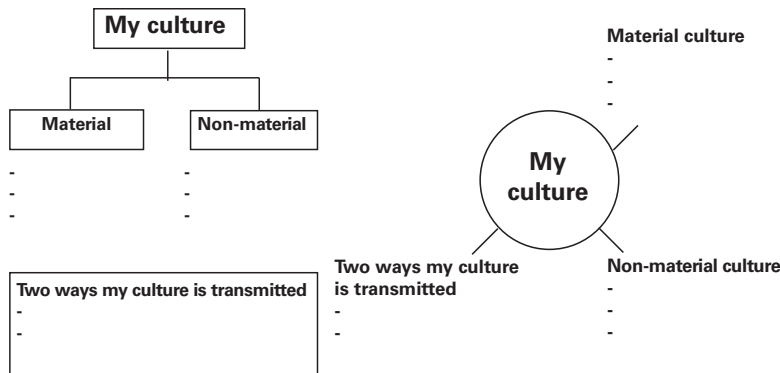 My culture
Material
Non-material
-
-
-
-
-
-
Two ways my culture is transmitted
-
-
Material culture
-
-
-
My
culture
Two ways my culture
is transmitted
-
-
Non-material culture
-
-
-